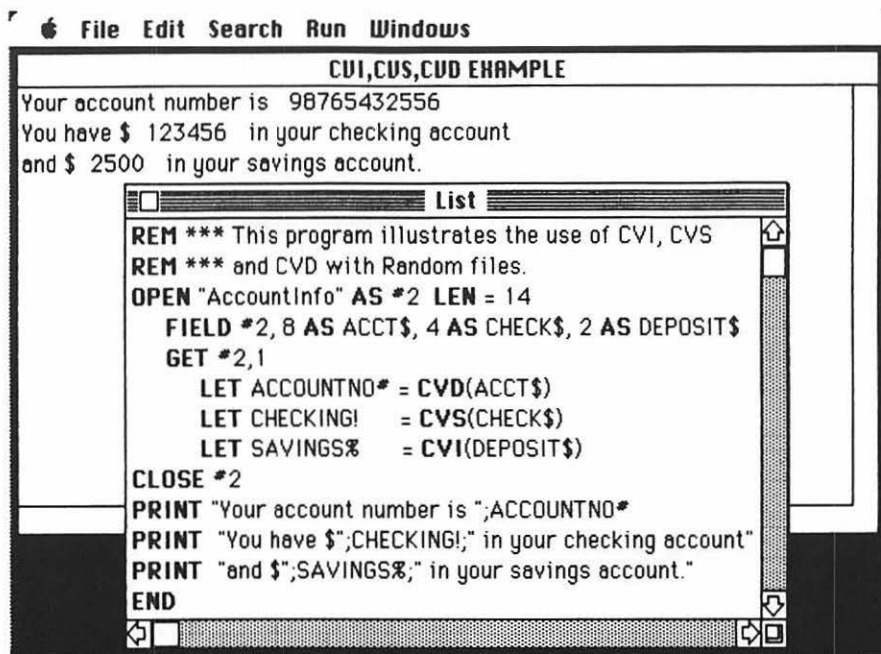 File Edit Search Run Windows
CVI,CVS,CVD EXAMPLE
Your account number is 98765432556
You have $ 123456 in your checking account
and $ 2500 in your savings account.
List
REM *** This program illustrates the use of CVI, CVS
REM *** and CVD with Random files.
OPEN "AccountInfo" AS #2 LEN = 14
FIELD #2, 8 AS ACCT$, 4 AS CHECK$, 2 AS DEPOSIT$
GET #2,1
LET ACCOUNTNO# = CVD(ACCT$)
LET CHECKING! = CVS(CHECK$)
LET SAVINGS% = CVI(DEPOSIT$)
CLOSE #2
PRINT "Your account number is ";ACCOUNTNO#
PRINT "You have $";CHECKING!;" in your checking account"
PRINT "and $";SAVINGS%;" in your savings account."
END